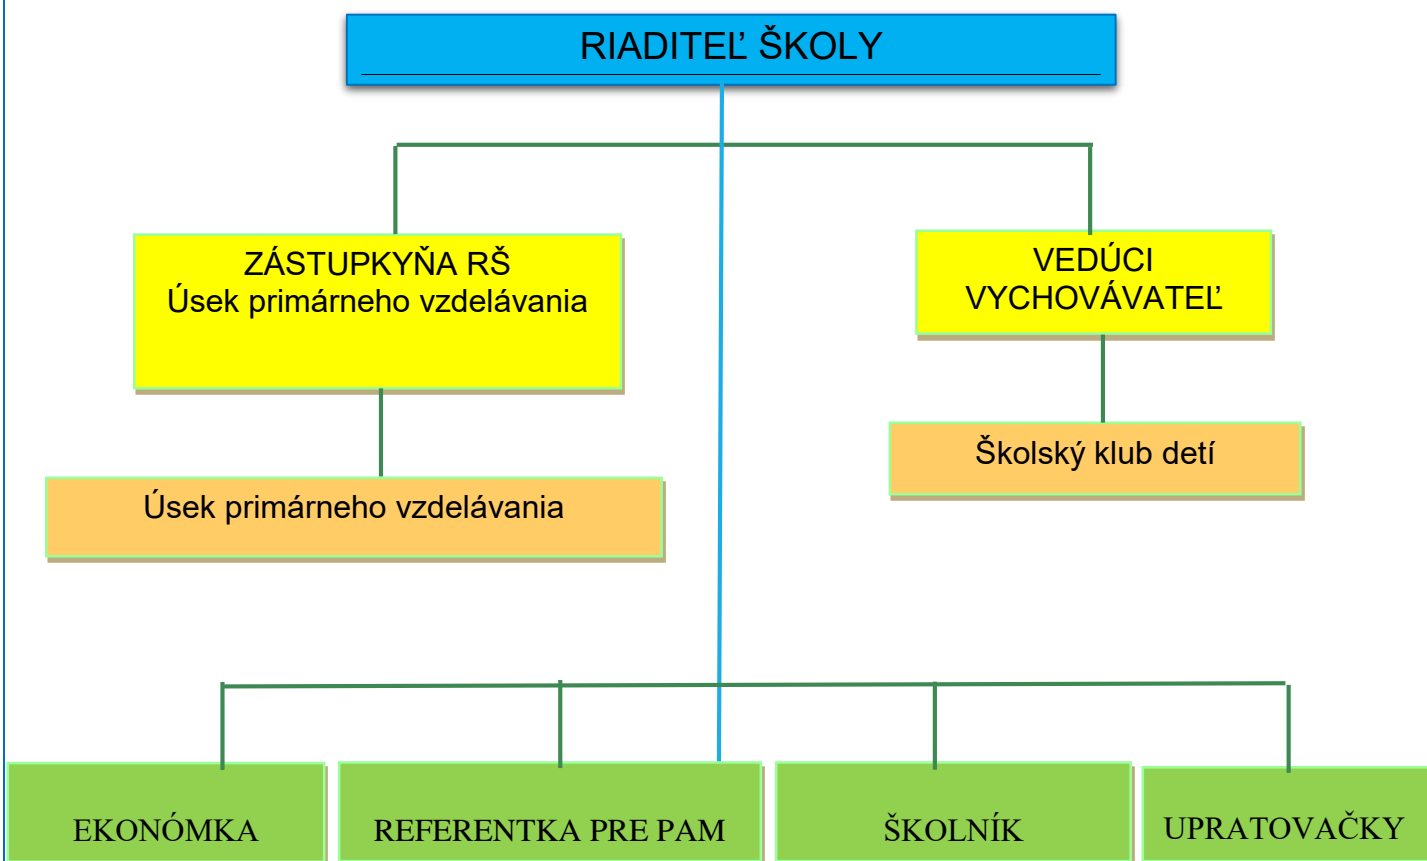 RIADITEĽ ŠKOLY
ZÁSTUPKYŇA RŠ
Úsek primárneho vzdelávania
VEDÚCI
VYCHOVÁVATEĽ
Školský klub detí
Úsek primárneho vzdelávania
EKONÓMKA
REFERENTKA PRE PAM
ŠKOLNÍK
UPRATOVAČKY